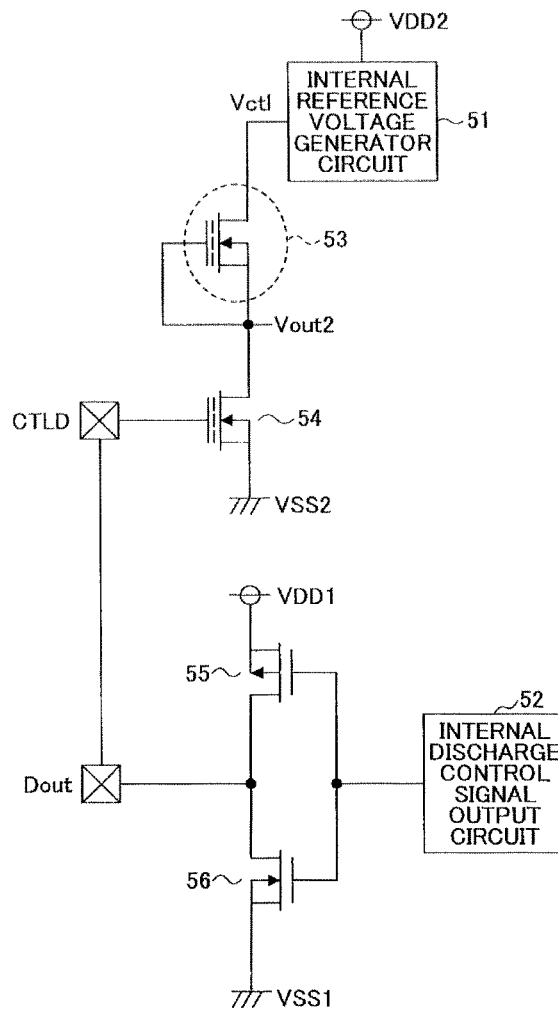 VDD2
INTERNAL
REFERENCE
VOLTAGE
GENERATOR
CIRCUIT
51
Vctl
53
Vout2
CTLD
54
VSS2
VDD1
55
52
INTERNAL
DISCHARGE
CONTROL
SIGNAL
OUTPUT
CIRCUIT
Dout
56
VSS1